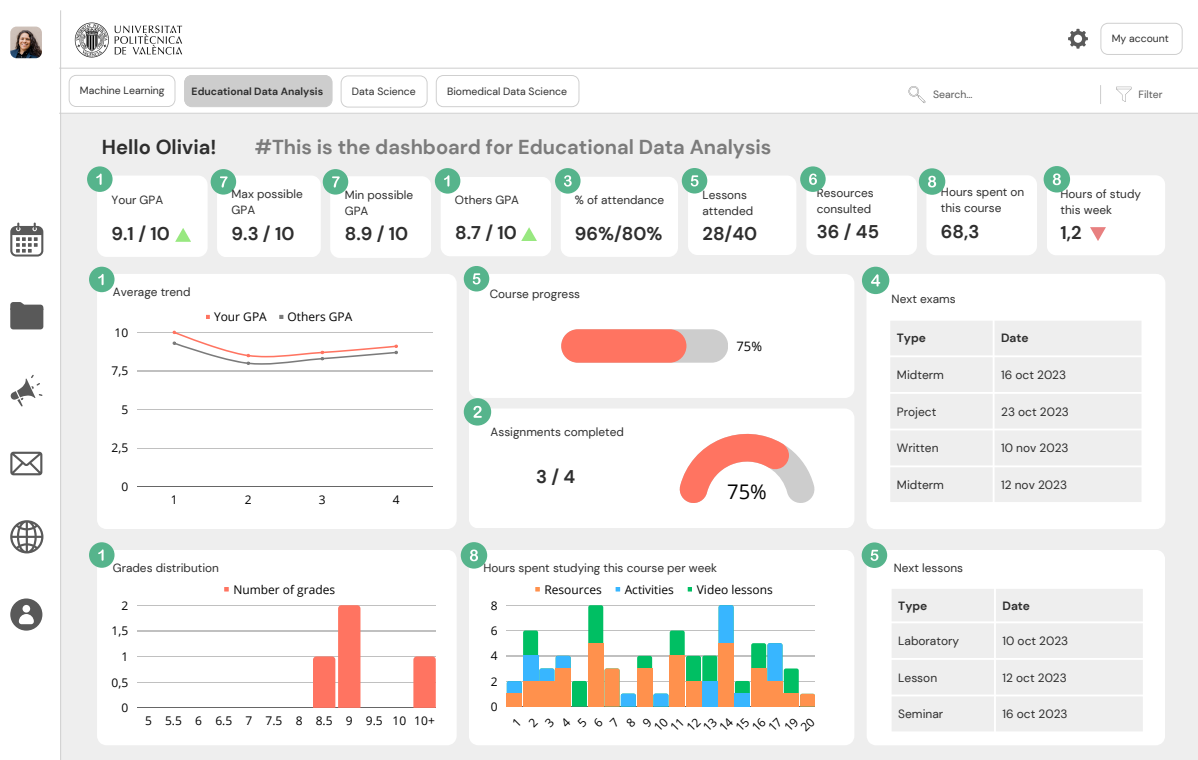 UNIVERSITAT
POLITÈCNICA
DE VALÈNCIA
My account
Machine Learning
Educational Data Analysis
Data Science
Biomedical Data Science
Search...
Filter
Hello Olivia!
#This is the dashboard for Educational Data Analysis
1
Your GPA
9.1 / 10
7
Max possible
GPA
9.3 / 10
7
Min possible
GPA
8.9 / 10
1
Others GPA
8.7 / 10
3
% of attendance
96%/80%
5
Lessons
attended
28/40
6
Resources
consulted
36 / 45
8
Hours spent on
this course
68,3
8
Hours of study
this week
1,2
1
Average trend
Your GPA Others GPA
10
7,5
5
2,5
0
1 2 3 4
5
Course progress
75%
2
Assignments completed
3 / 4
75%
4
Next exams
Type Date
Midterm 16 oct 2023
Project 23 oct 2023
Written 10 nov 2023
Midterm 12 nov 2023
1
Grades distribution
Number of grades
2
1,5
1
0,5
0
5 5.5 6 6.5 7 7.5 8 8.5 9 9.5 10 10+
8
Hours spent studying this course per week
Resources Activities Video lessons
8
6
4
2
0
1 2 3 4 5 6 7 8 9 10 11 12 13 14 15 16 17 19 20
5
Next lessons
Type Date
Laboratory 10 oct 2023
Lesson 12 oct 2023
Seminar 16 oct 2023